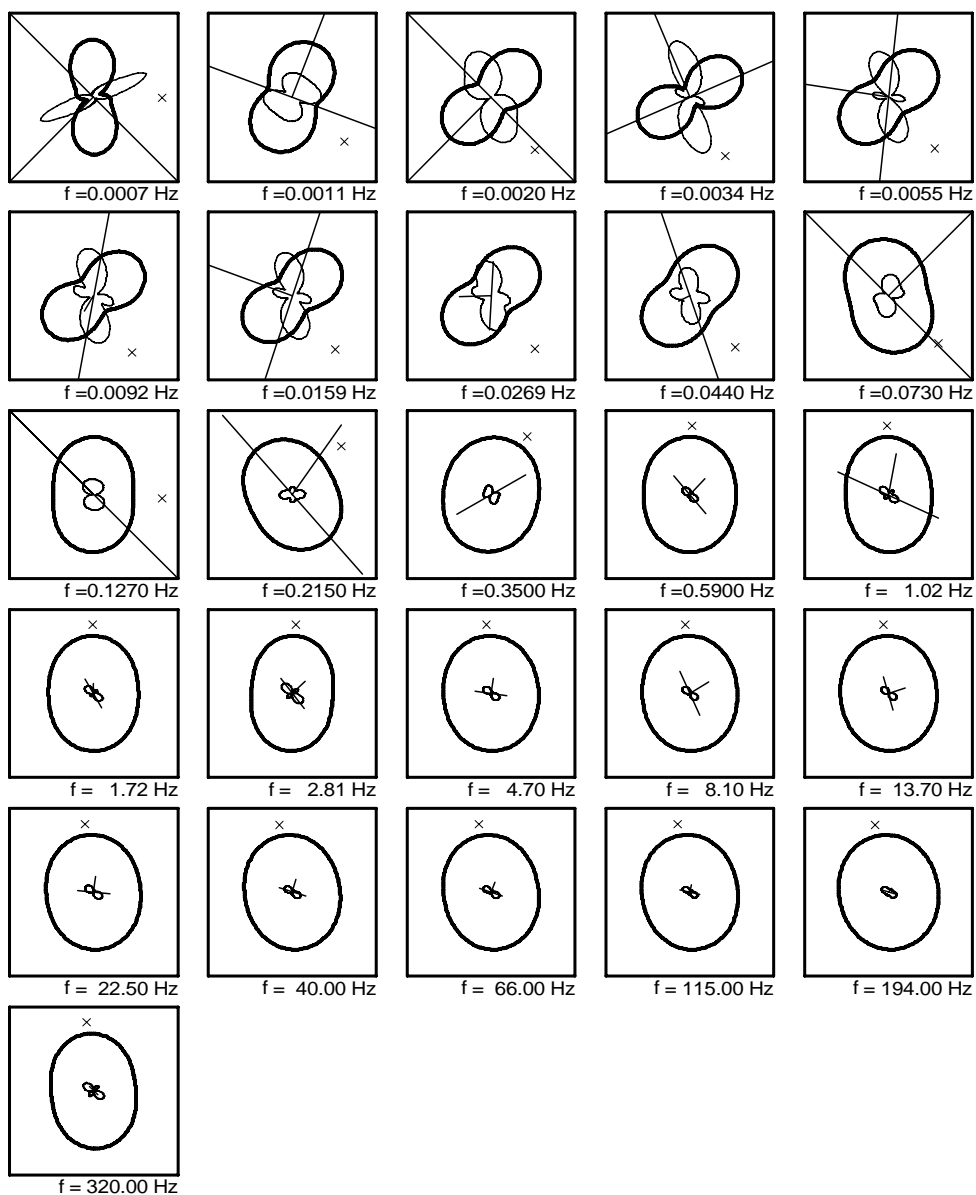 f =0.0007 Hz f =0.0011 Hz f =0.0020 Hz f =0.0034 Hz f =0.0055 Hz
f =0.0092 Hz f =0.0159 Hz f =0.0269 Hz f =0.0440 Hz f =0.0730 Hz
f =0.1270 Hz f =0.2150 Hz f =0.3500 Hz f =0.5900 Hz f = 1.02 Hz
f = 1.72 Hz f = 2.81 Hz f = 4.70 Hz f = 8.10 Hz f = 13.70 Hz
f = 22.50 Hz f = 40.00 Hz f = 66.00 Hz f = 115.00 Hz f = 194.00 Hz
f = 320.00 Hz